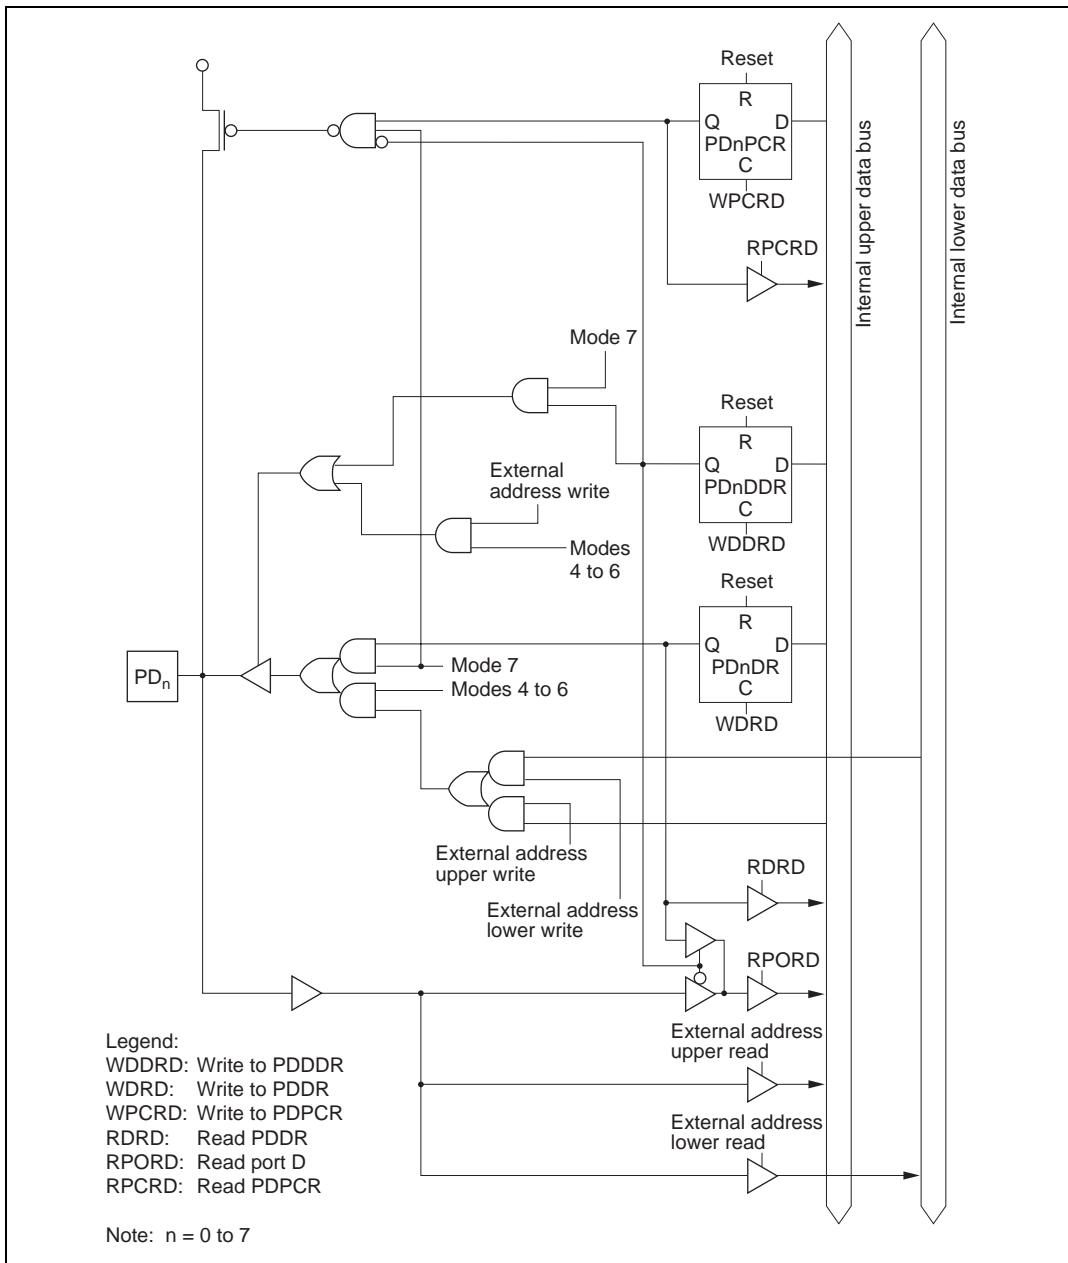 Reset
R
Q D
PDnPCR
C
WPCRD
RPCRD
Internal upper data bus
Internal lower data bus
Mode 7
Reset
R
Q D
PDnDDR
C
WDDRD
External
address write
Modes
4 to 6
Reset
R
Q D
PDnDR
C
WDRD
PDn
Mode 7
Modes 4 to 6
External address
upper write
External address
lower write
RDRD
RPORD
External address
upper read
External address
lower read
Legend:
WDDRD: Write to PDDDR
WDRD: Write to PDDR
WPCRD: Write to PDPCR
RDRD: Read PDDR
RPORD: Read port D
RPCRD: Read PDPCR
Note: n = 0 to 7